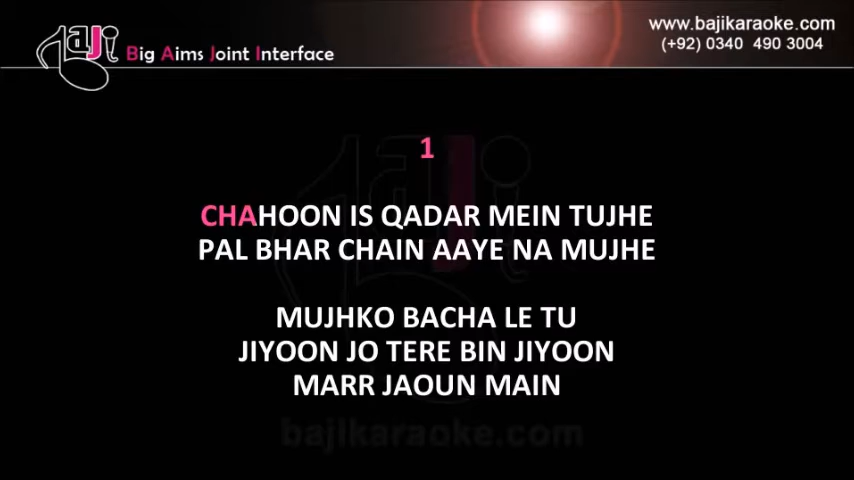 Baji Big Aims Joint Interface
www.bajikaraoke.com
(+92) 0340 490 3004
1
CHAHOON IS QADAR MEIN TUJHE
PAL BHAR CHAIN AAYE NA MUJHE
MUJHKO BACHA LE TU
JIYOON JO TERE BIN JIYOON
MARR JAOUN MAIN
bajikaraoke.com